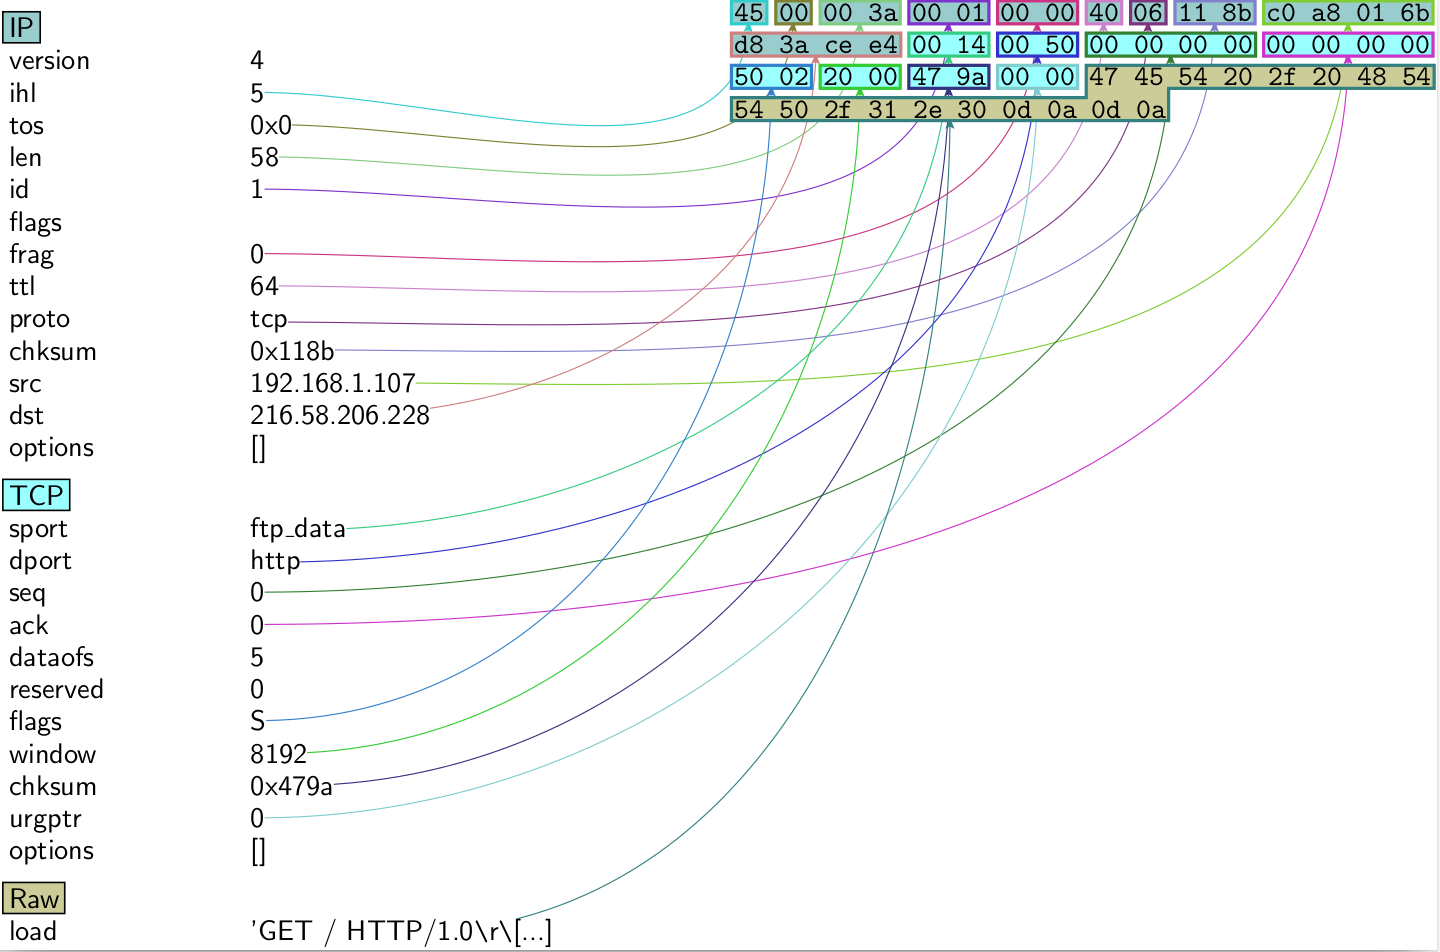 IP
version 4
ihl 5
tos 0x0
len 58
id 1
flags
frag 0
ttl 64
proto tcp
chksum 0x118b
src 192.168.1.107
dst 216.58.206.228
options []
TCP
sport ftp_data
dport http
seq 0
ack 0
dataofs 5
reserved 0
flags S
window 8192
chksum 0x479a
urgptr 0
options []
Raw
load 'GET / HTTP/1.0\r\[...]
45 00 00 3a 00 01 00 00 40 06 11 8b c0 a8 01 6b
d8 3a ce e4 00 14 00 50 00 00 00 00 00 00 00 00
50 02 20 00 47 9a 00 00 47 45 54 20 2f 20 48 54
54 50 2f 31 2e 30 0d 0a 0d 0a